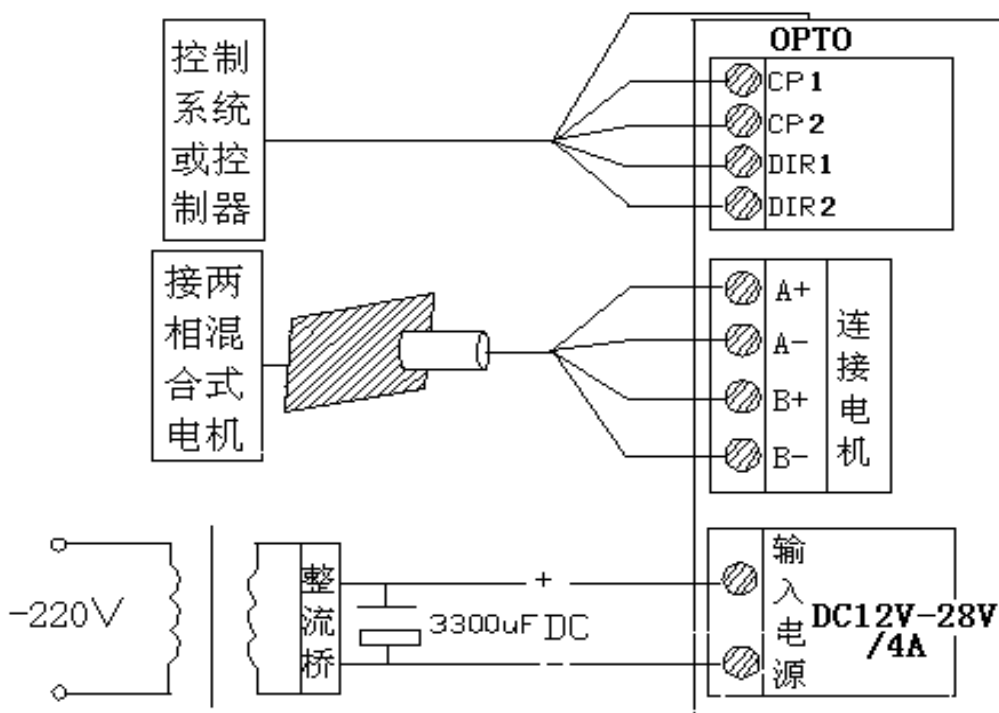 控制
系统
或控
制器
OPTO
CP1
CP2
DIR1
DIR2
接两
相混
合式
电机
A+
A-
B+
B-
连接电机
-220V
整流桥
+
3300uF DC
输入电源
DC12V-28V
/4A